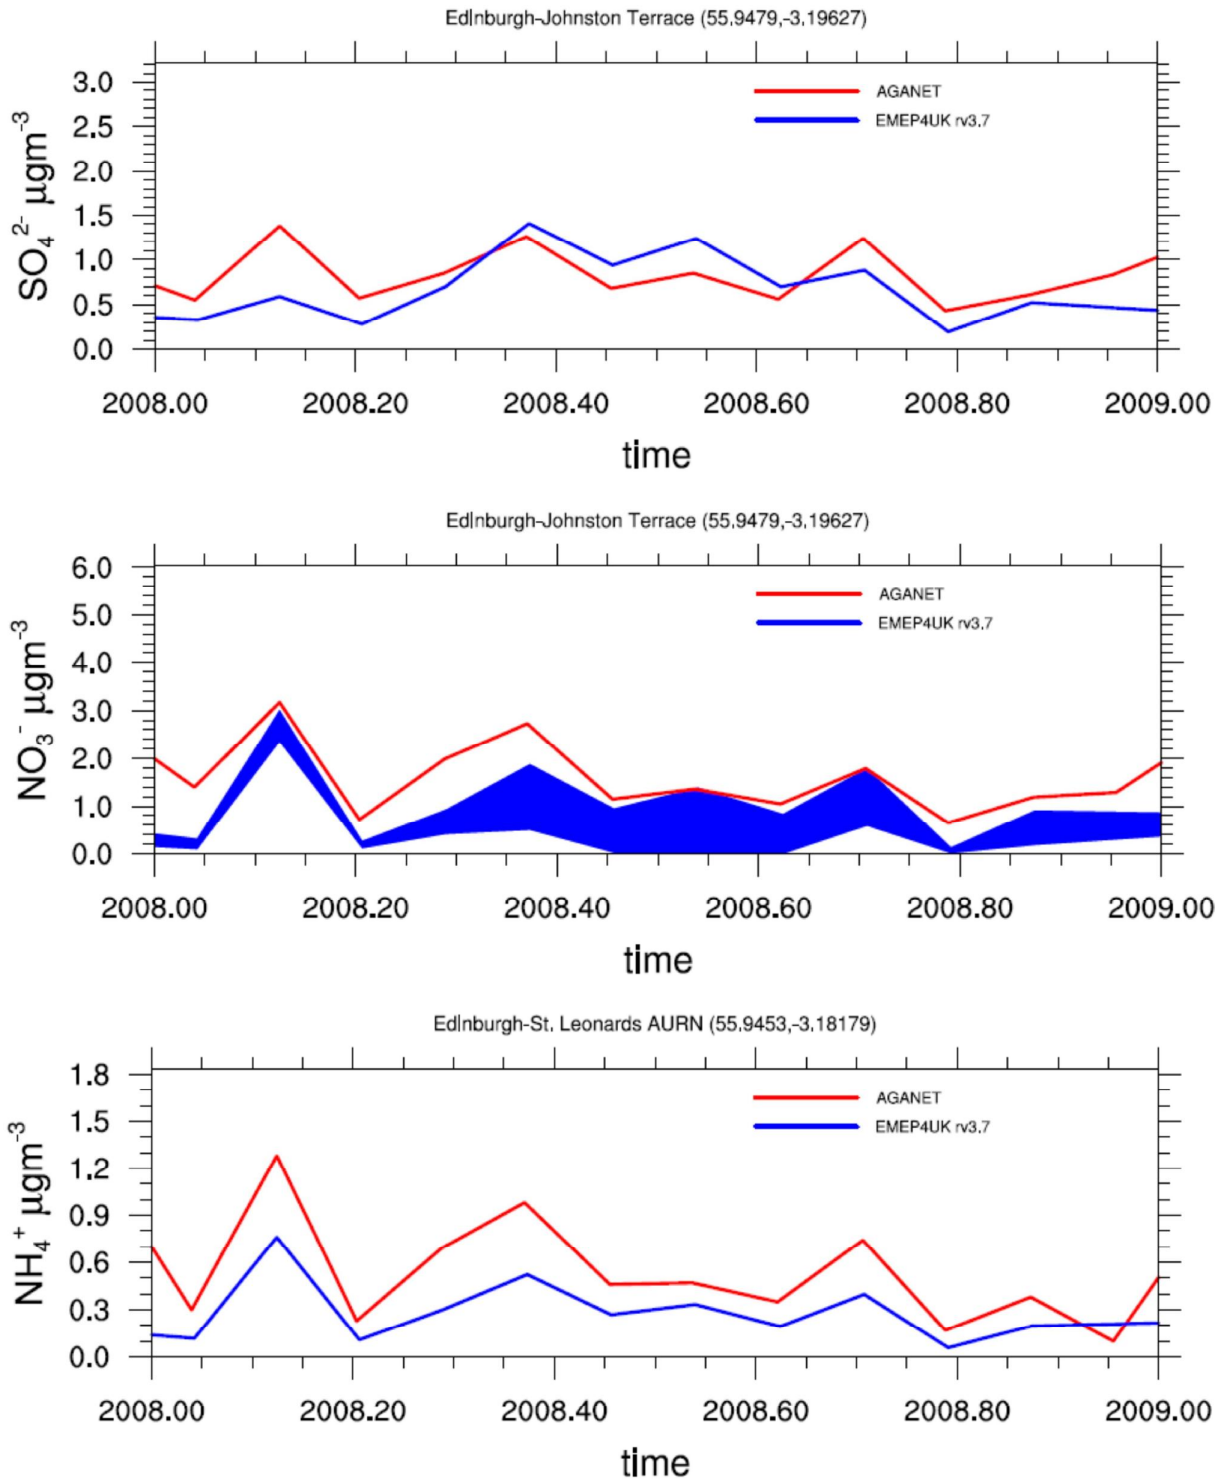 Edinburgh-Johnston Terrace (55.9479,-3.19627)
3.0
2.5
2.0
1.5
1.0
0.5
0.0
SO₄²⁻ µgm⁻³
AGANET
EMEP4UK rv3.7
2008.00 2008.20 2008.40 2008.60 2008.80 2009.00
time
Edinburgh-Johnston Terrace (55.9479,-3.19627)
6.0
5.0
4.0
3.0
2.0
1.0
0.0
NO₃⁻ µgm⁻³
AGANET
EMEP4UK rv3.7
2008.00 2008.20 2008.40 2008.60 2008.80 2009.00
time
Edinburgh-St. Leonards AURN (55.9453,-3.18179)
1.8
1.5
1.2
0.9
0.6
0.3
0.0
NH₄⁺ µgm⁻³
AGANET
EMEP4UK rv3.7
2008.00 2008.20 2008.40 2008.60 2008.80 2009.00
time